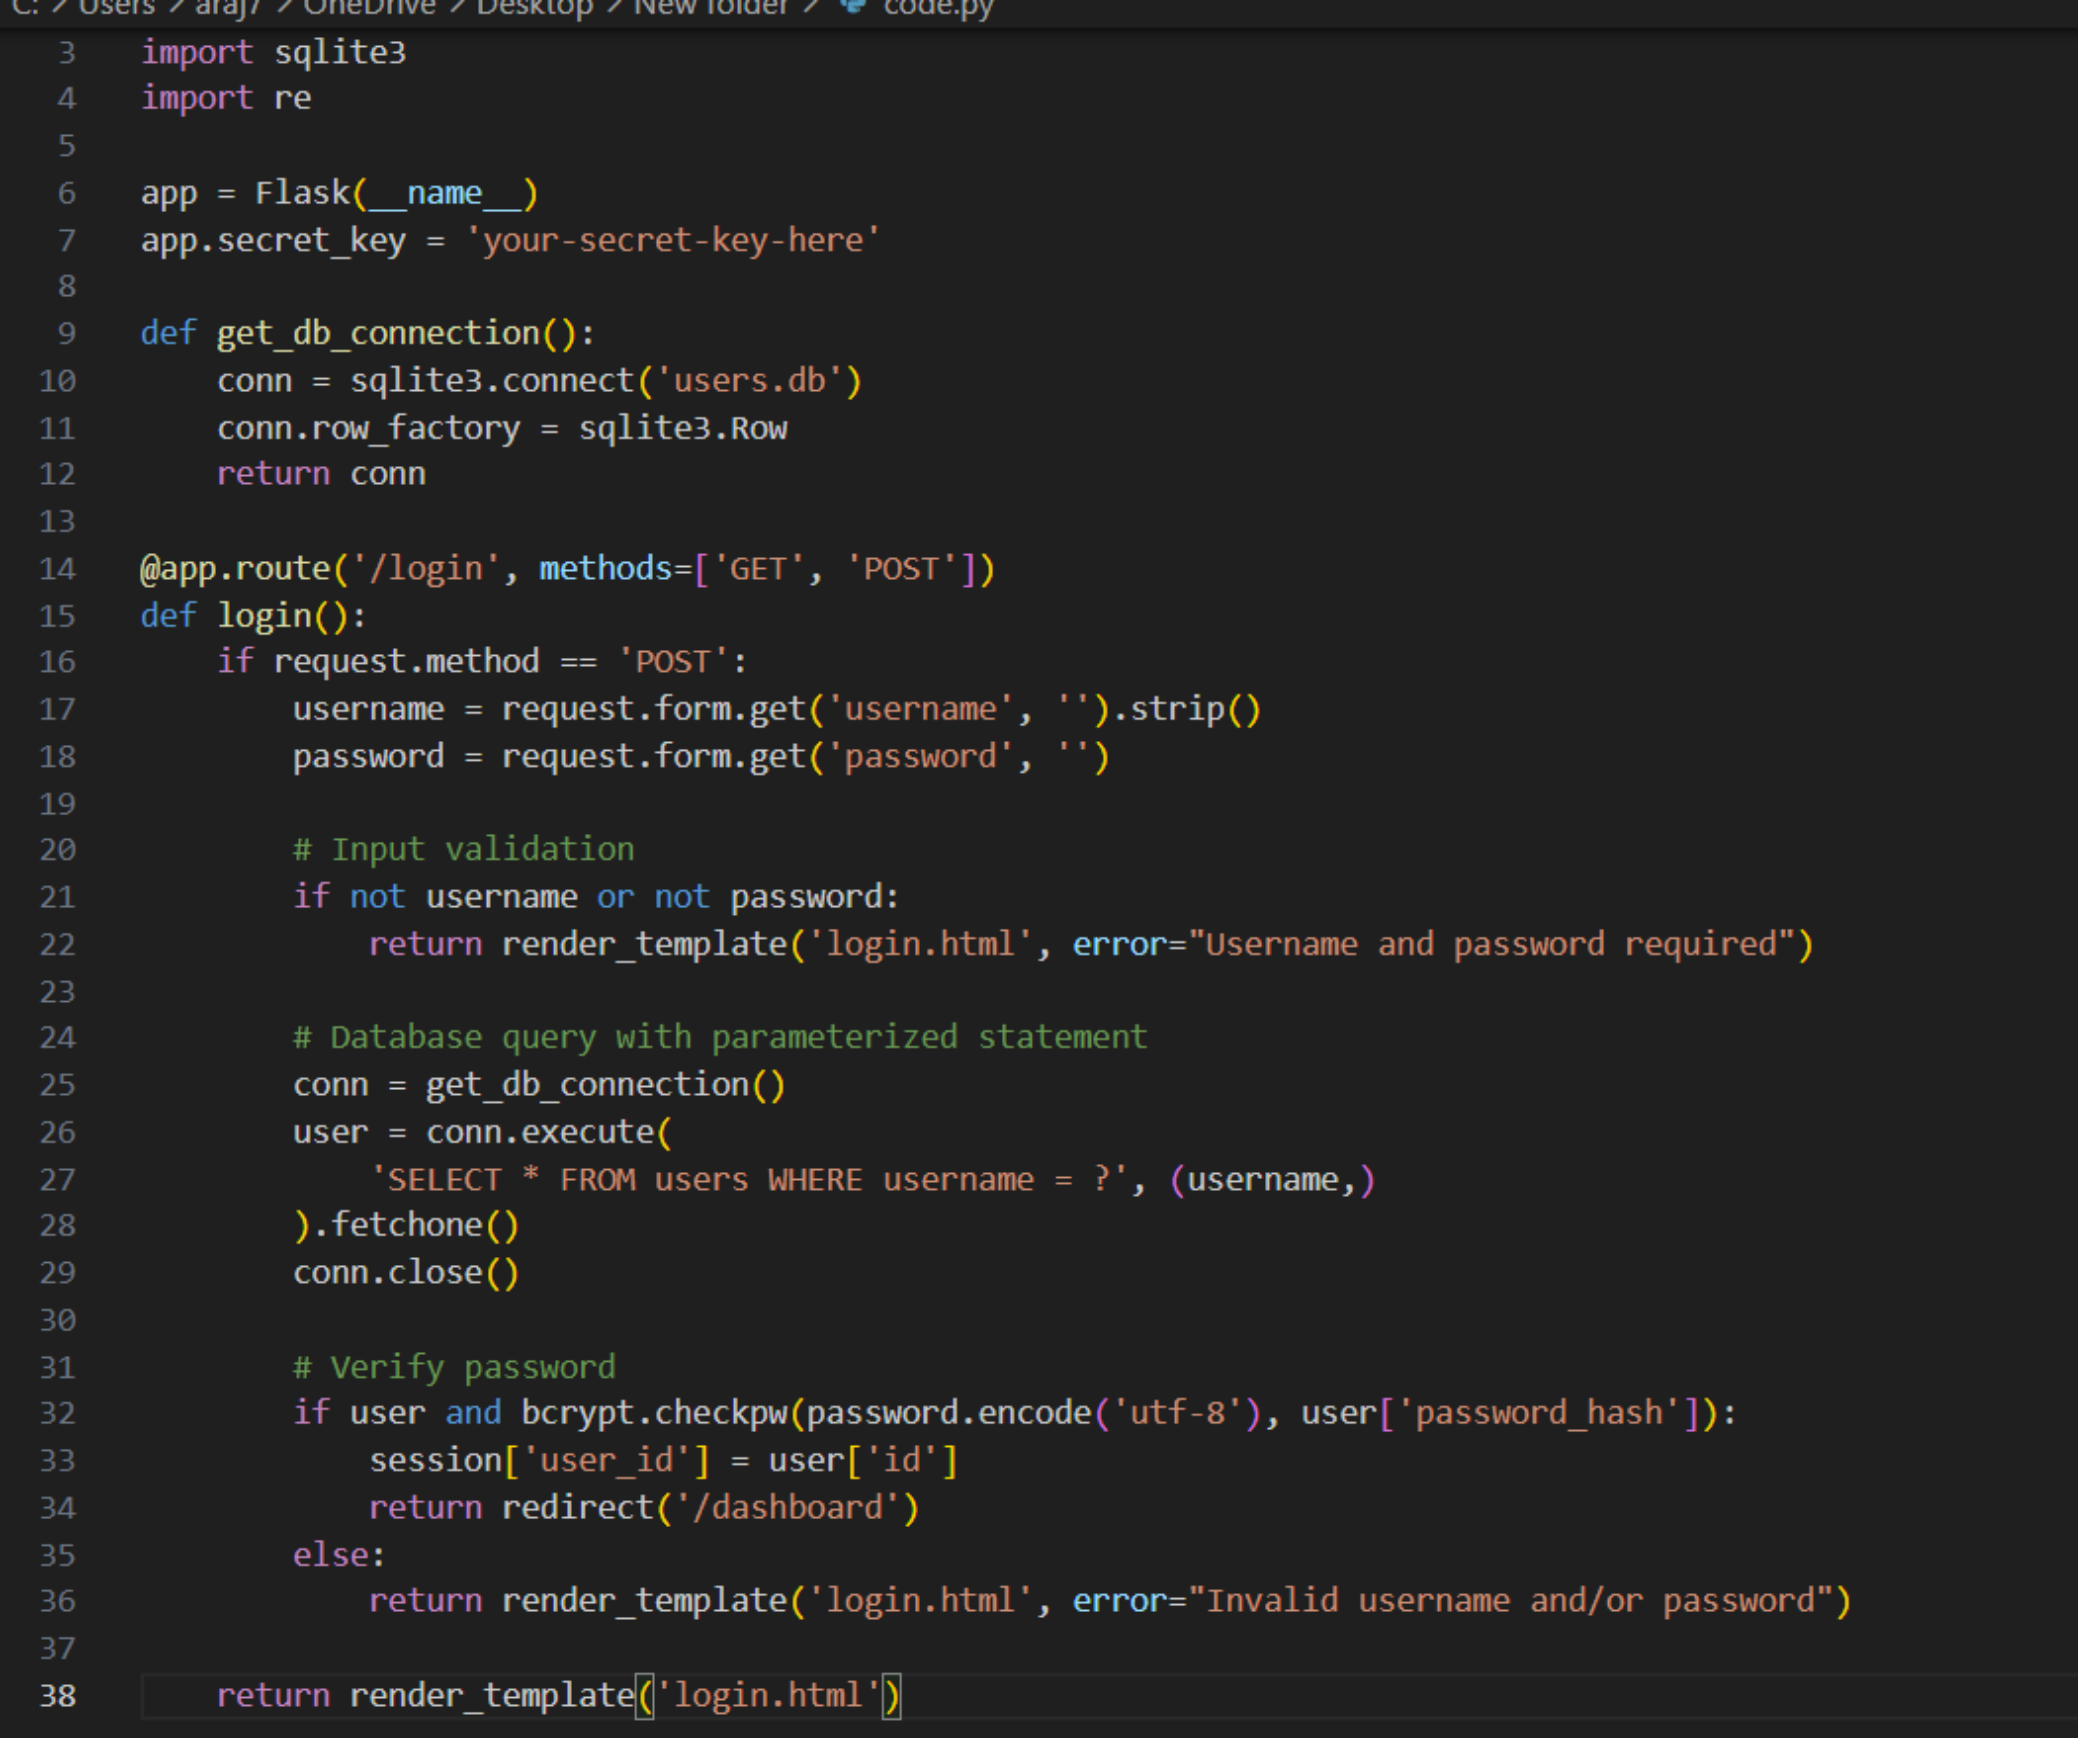 C: > Users > araj7 > OneDrive > Desktop > New folder > code.py
3 import sqlite3
4 import re
5
6 app = Flask(__name__)
7 app.secret_key = 'your-secret-key-here'
8
9 def get_db_connection():
10     conn = sqlite3.connect('users.db')
11     conn.row_factory = sqlite3.Row
12     return conn
13
14 @app.route('/login', methods=['GET', 'POST'])
15 def login():
16     if request.method == 'POST':
17         username = request.form.get('username', '').strip()
18         password = request.form.get('password', '')
19
20         # Input validation
21         if not username or not password:
22             return render_template('login.html', error="Username and password required")
23
24         # Database query with parameterized statement
25         conn = get_db_connection()
26         user = conn.execute(
27             'SELECT * FROM users WHERE username = ?', (username,)
28         ).fetchone()
29         conn.close()
30
31         # Verify password
32         if user and bcrypt.checkpw(password.encode('utf-8'), user['password_hash']):
33             session['user_id'] = user['id']
34             return redirect('/dashboard')
35         else:
36             return render_template('login.html', error="Invalid username and/or password")
37
38     return render_template('login.html')